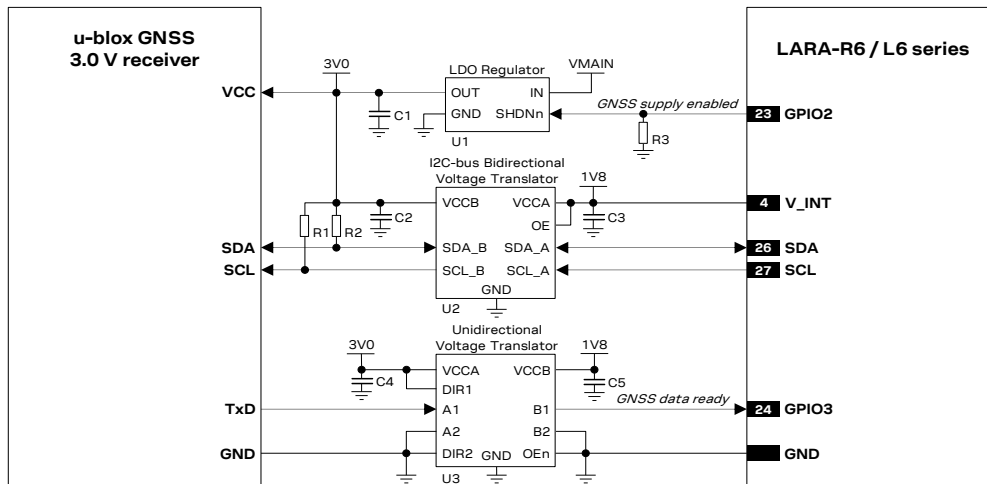 u-blox GNSS
3.0 V receiver
LARA-R6 / L6 series
3V0
LDO Regulator
VMAIN
VCC
OUT
IN
GNSS supply enabled
C1
GND
SHDNn
23
GPIO2
R3
U1
I2C-bus Bidirectional
Voltage Translator
1V8
VCCB
VCCA
4
V_INT
C2
OE
C3
R1
R2
SDA
SDA_B
SDA_A
26
SDA
SCL
SCL_B
SCL_A
27
SCL
GND
U2
Unidirectional
Voltage Translator
3V0
1V8
VCCA
VCCB
C4
DIR1
C5
GNSS data ready
TxD
A1
B1
24
GPIO3
A2
B2
GND
DIR2
GND
OEn
GND
U3